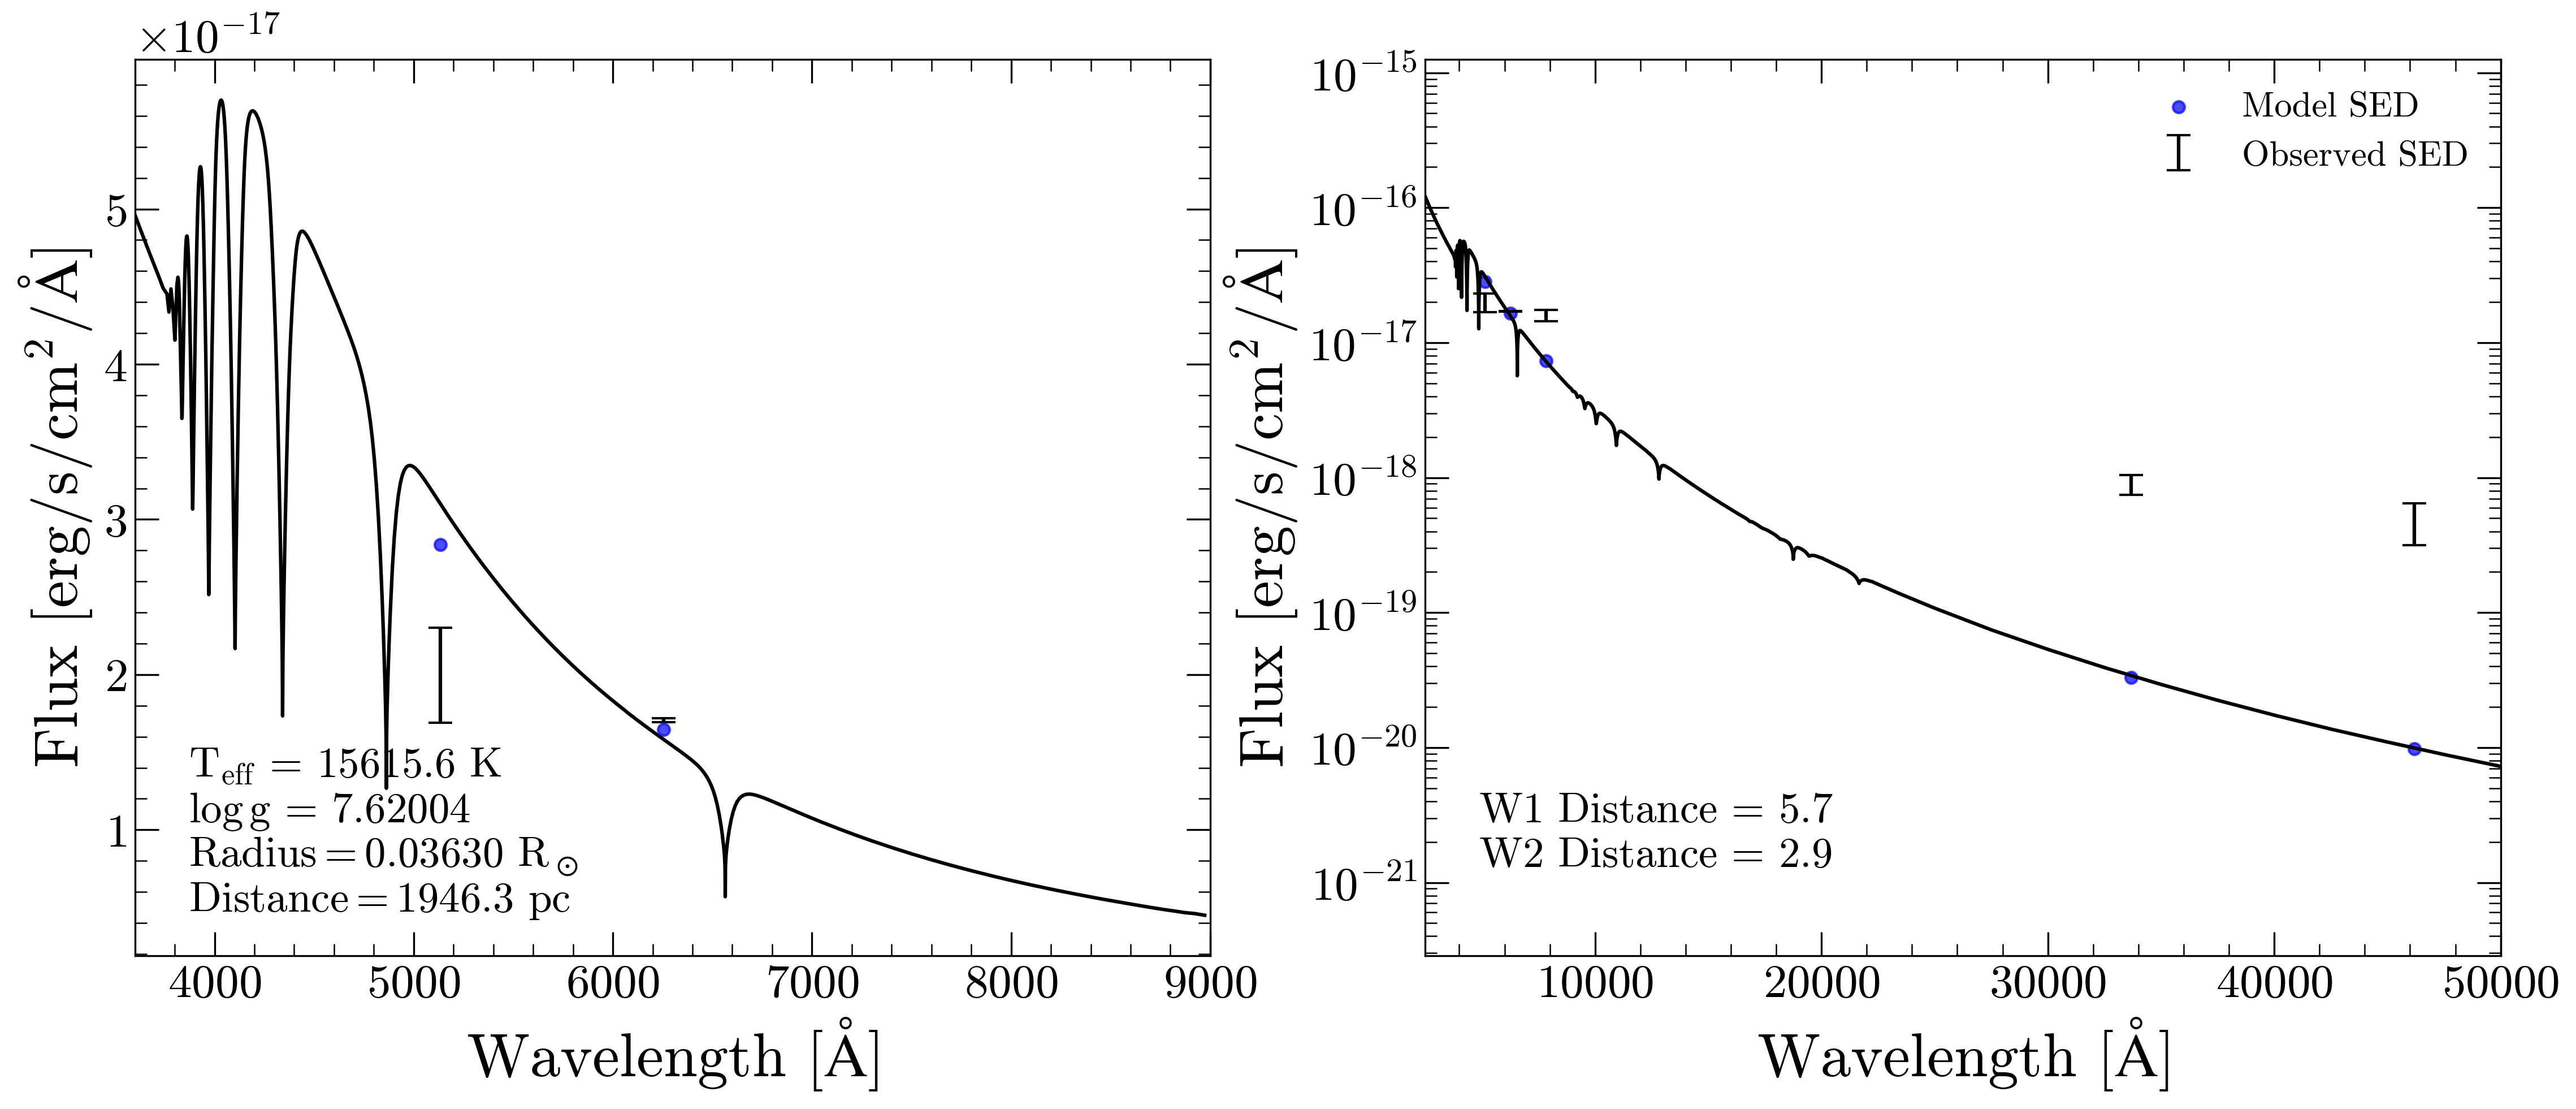 ×10⁻¹⁷
5
4
3
2
1
Flux [erg/s/cm²/Å]
T_eff = 15615.6 K
log g = 7.62004
Radius = 0.03630 R_⊙
Distance = 1946.3 pc
4000 5000 6000 7000 8000 9000
Wavelength [Å]
10⁻¹⁵
10⁻¹⁶
10⁻¹⁷
10⁻¹⁸
10⁻¹⁹
10⁻²⁰
10⁻²¹
Flux [erg/s/cm²/Å]
Model SED
Observed SED
W1 Distance = 5.7
W2 Distance = 2.9
10000 20000 30000 40000 50000
Wavelength [Å]